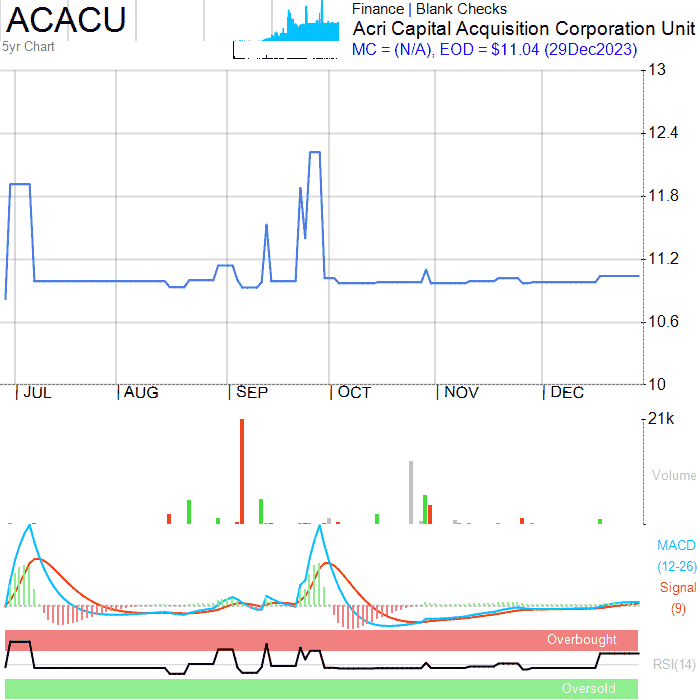 ACACU
5yr Chart
Finance | Blank Checks
Acri Capital Acquisition Corporation Unit
MC = (N/A), EOD = $11.04 (29Dec2023)
13
12.4
11.8
11.2
10.6
10
JUL AUG SEP OCT NOV DEC
21k
Volume
MACD
(12-26)
Signal
(9)
Overbought
RSI(14)
Oversold